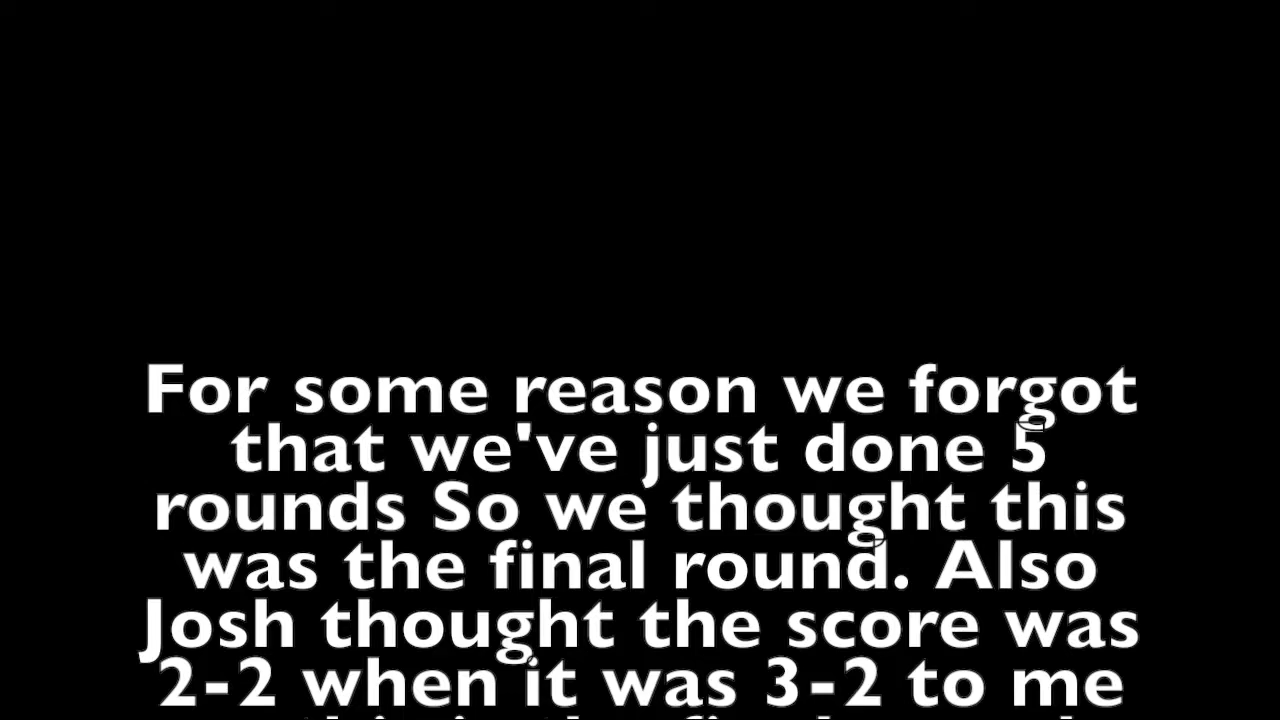 For some reason we forgot
that we've just done 5
rounds So we thought this
was the final round. Also
Josh thought the score was
2-2 when it was 3-2 to me